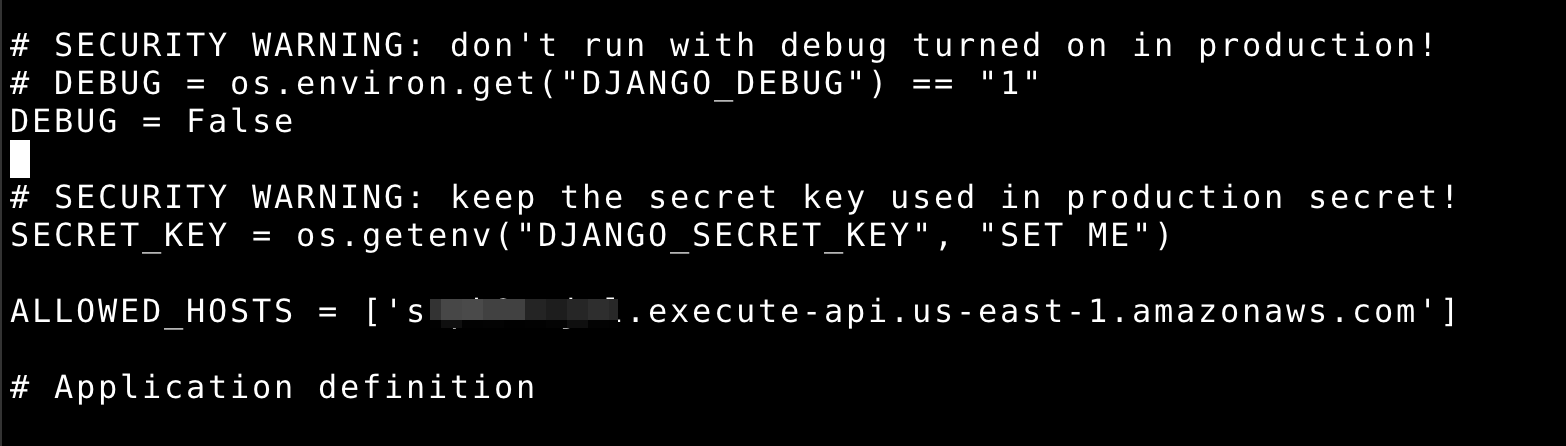 # SECURITY WARNING: don't run with debug turned on in production!
# DEBUG = os.environ.get("DJANGO_DEBUG") == "1"
DEBUG = False
# SECURITY WARNING: keep the secret key used in production secret!
SECRET_KEY = os.getenv("DJANGO_SECRET_KEY", "SET ME")
ALLOWED_HOSTS = ['s .execute-api.us-east-1.amazonaws.com']
# Application definition